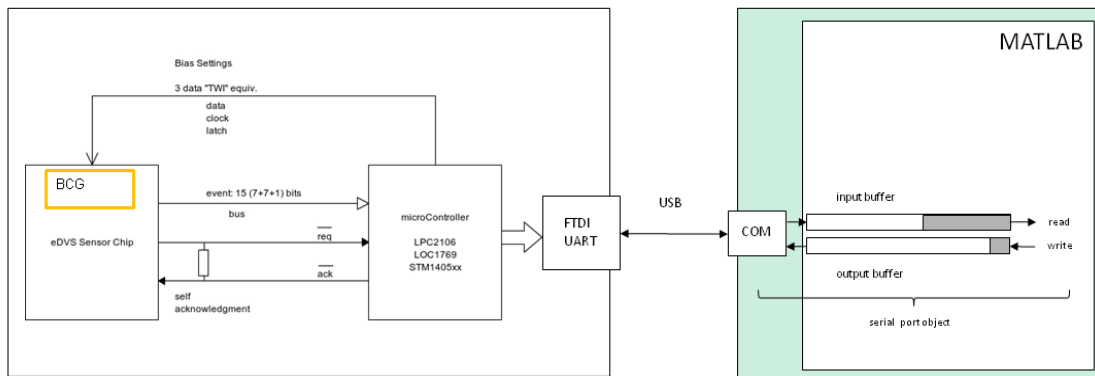 Bias Settings
3 data "TWI" equiv.
data
clock
latch
BCG
eDVS Sensor Chip
event: 15 (7+7+1) bits
bus
req
ack
self
acknowledgment
microController
LPC2106
LOC1769
STM1405xx
FTDI
UART
USB
COM
MATLAB
input buffer
read
write
output buffer
serial port object